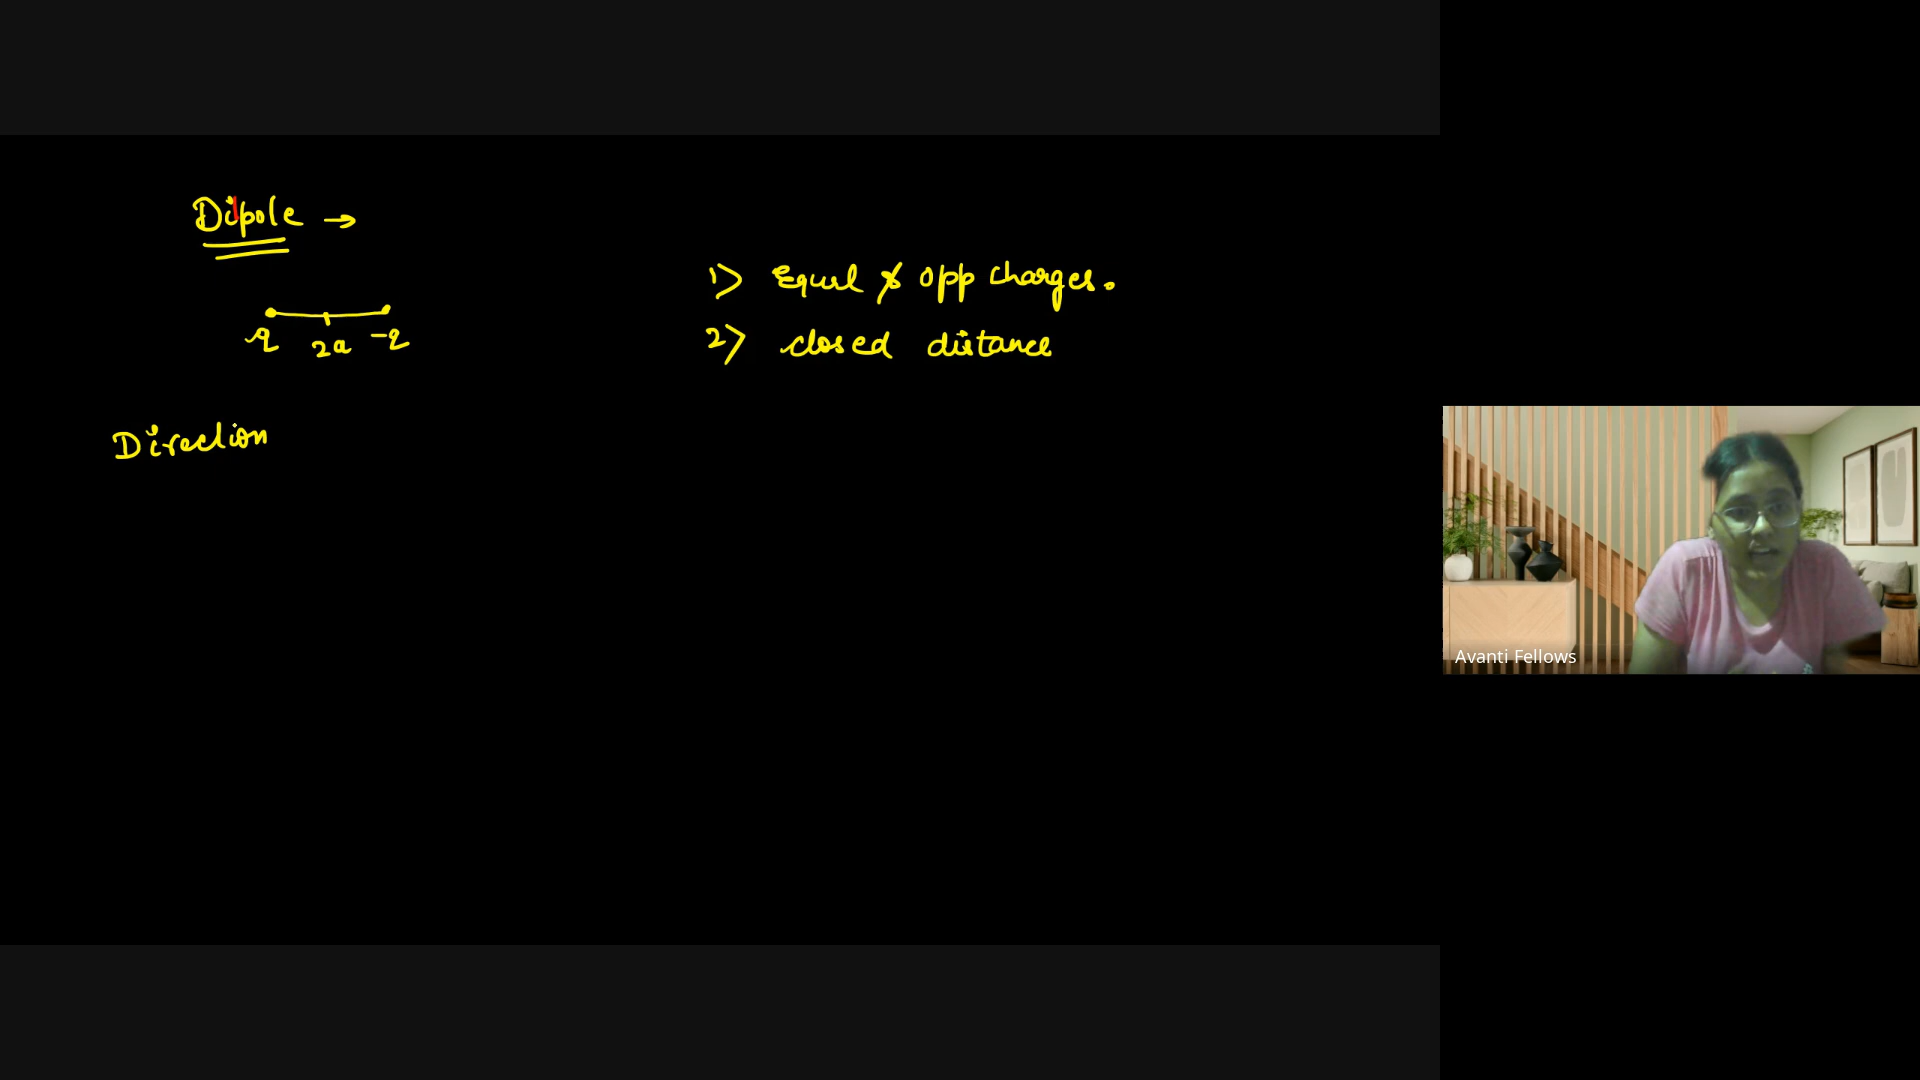 Dipole →
1) Equal & opp charges.
2) closed distance
q 2a -q
Direction
Avanti Fellows